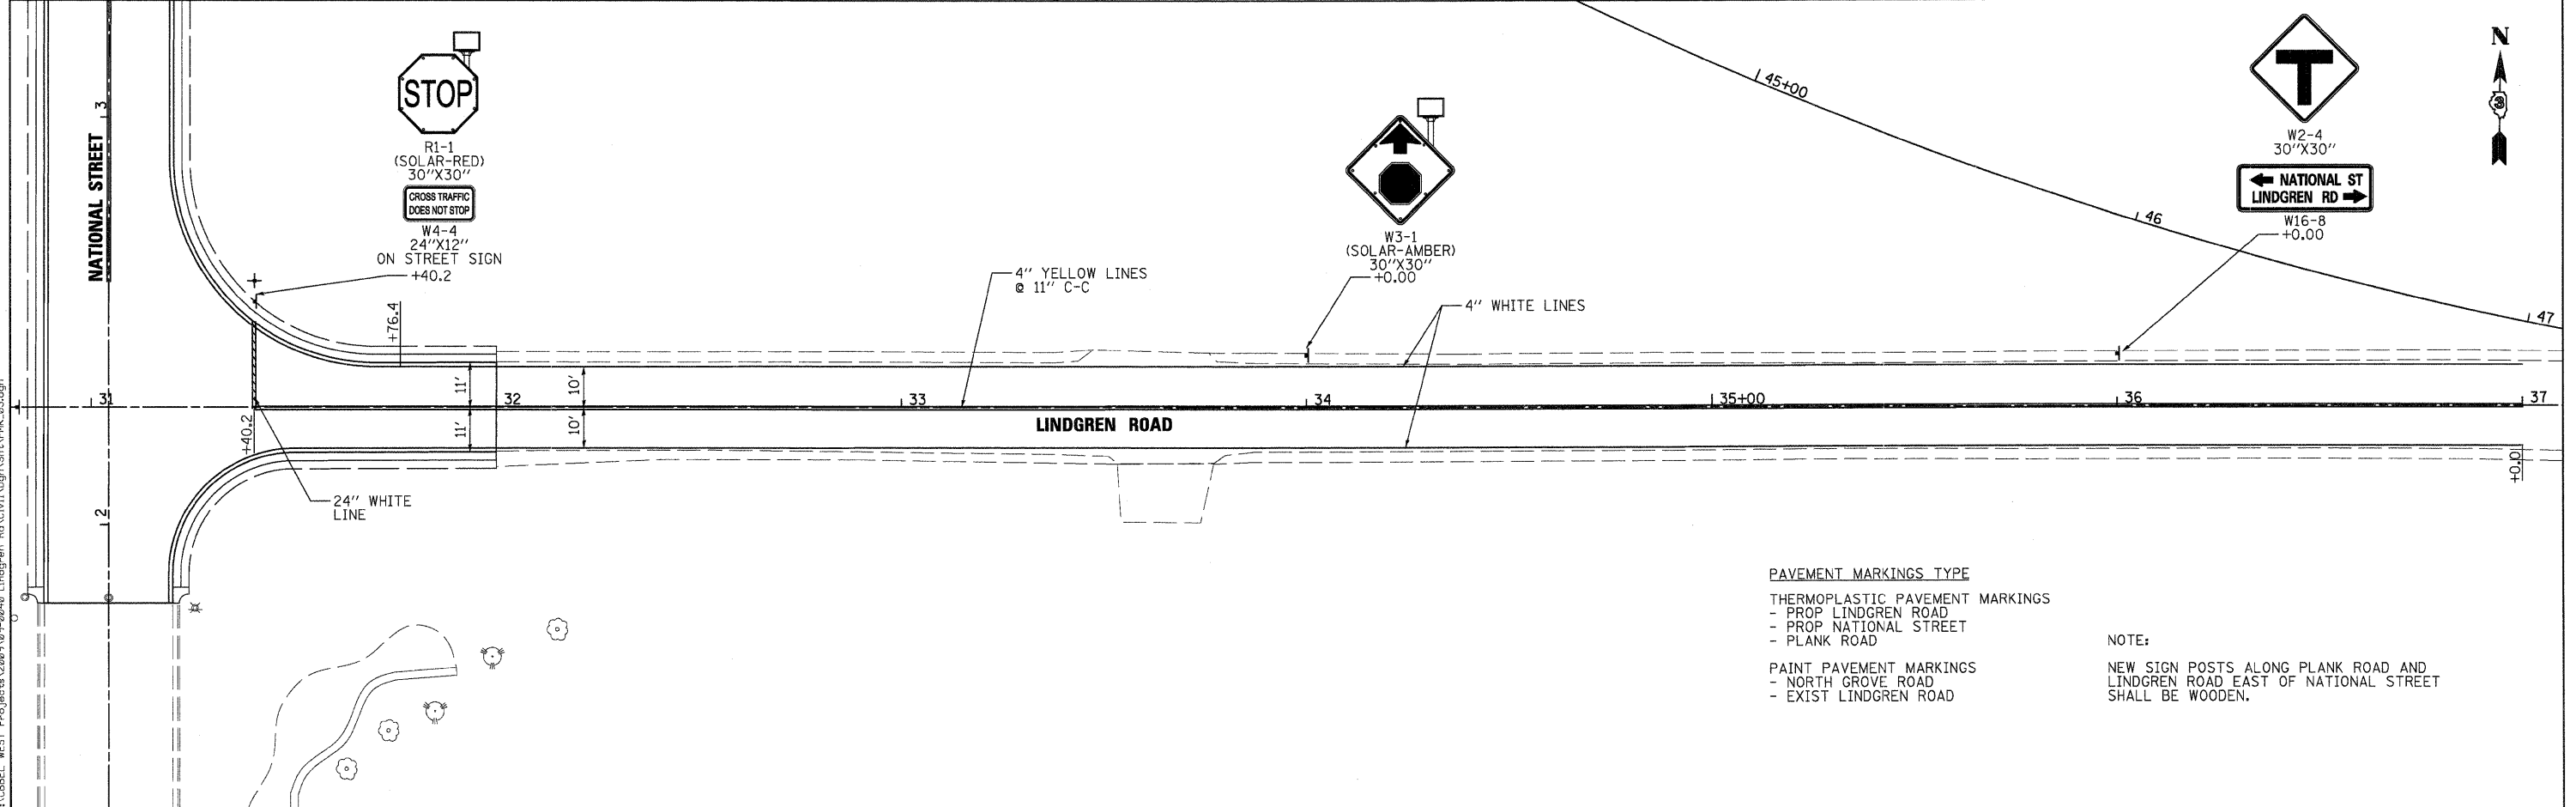 N
3
45+00
46
47
STOP
R1-1
(SOLAR-RED)
30"X30"
CROSS TRAFFIC
DOES NOT STOP
W4-4
24"X12"
ON STREET SIGN
+40.2
W3-1
(SOLAR-AMBER)
30"X30"
+0.00
T
W2-4
30"X30"
NATIONAL ST
LINDGREN RD
W16-8
+0.00
NATIONAL STREET
3
2
4" YELLOW LINES
@ 11" C-C
4" WHITE LINES
+76.4
11'
10'
31
32
33
34
35+00
36
37
LINDGREN ROAD
+40.2
11'
10'
+0.0
24" WHITE
LINE
PAVEMENT MARKINGS TYPE
THERMOPLASTIC PAVEMENT MARKINGS
- PROP LINDGREN ROAD
- PROP NATIONAL STREET
- PLANK ROAD
PAINT PAVEMENT MARKINGS
- NORTH GROVE ROAD
- EXIST LINDGREN ROAD
NOTE:
NEW SIGN POSTS ALONG PLANK ROAD AND
LINDGREN ROAD EAST OF NATIONAL STREET
SHALL BE WOODEN.